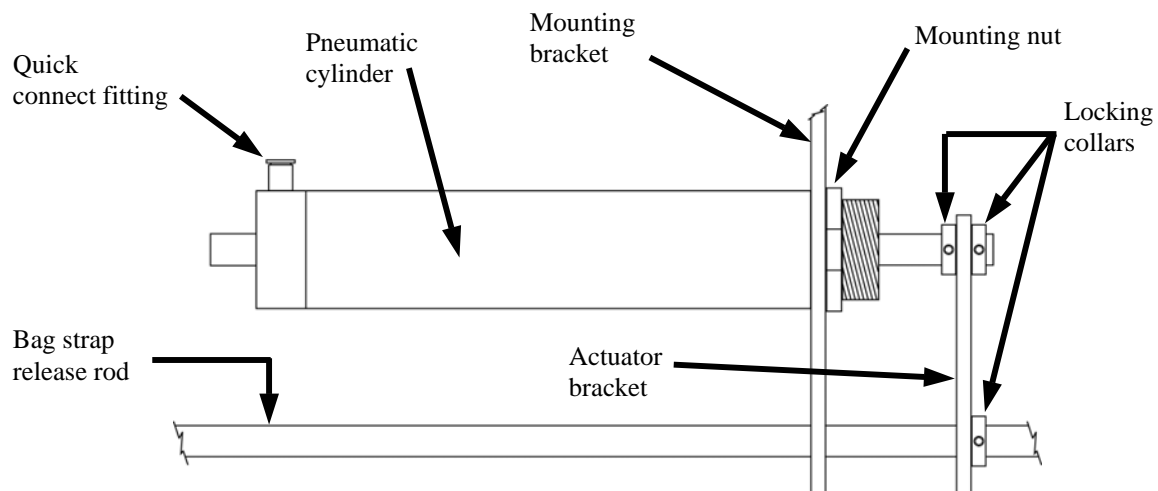 Quick
connect fitting
Pneumatic
cylinder
Mounting
bracket
Mounting nut
Locking
collars
Bag strap
release rod
Actuator
bracket